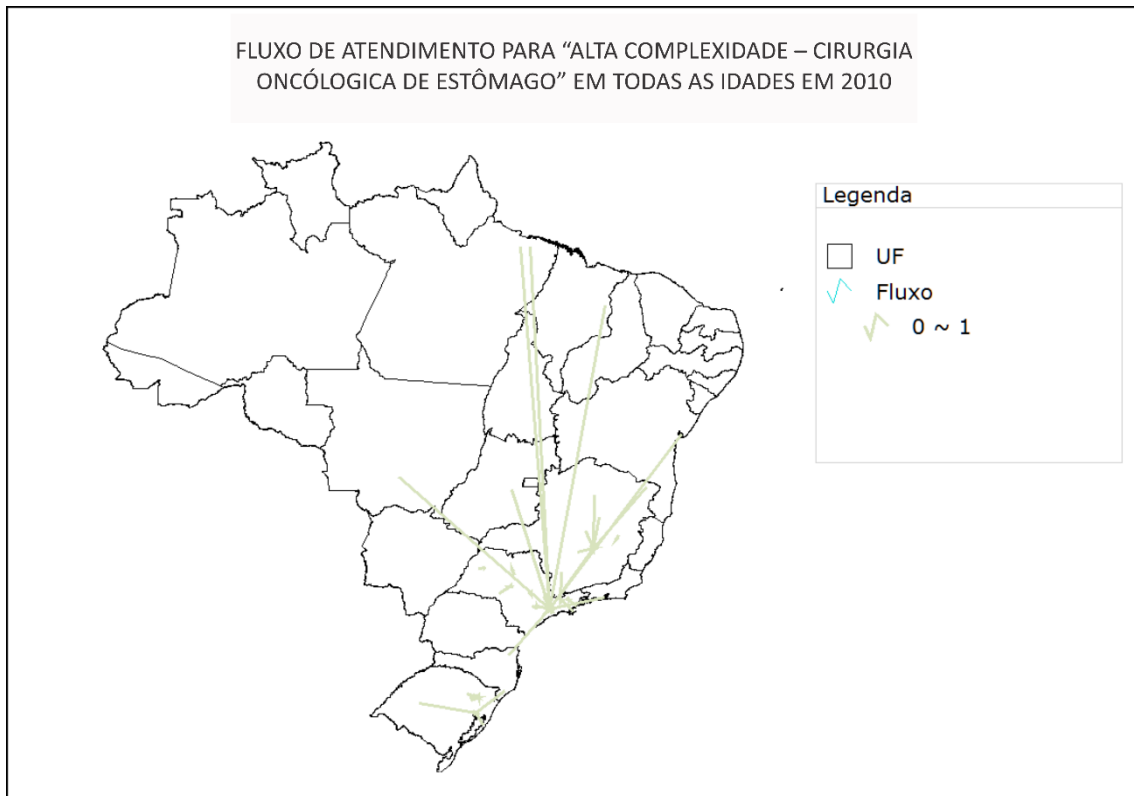 FLUXO DE ATENDIMENTO PARA “ALTA COMPLEXIDADE – CIRURGIA
ONCÓLOGICA DE ESTÔMAGO” EM TODAS AS IDADES EM 2010
Legenda
UF
Fluxo
0 ~ 1